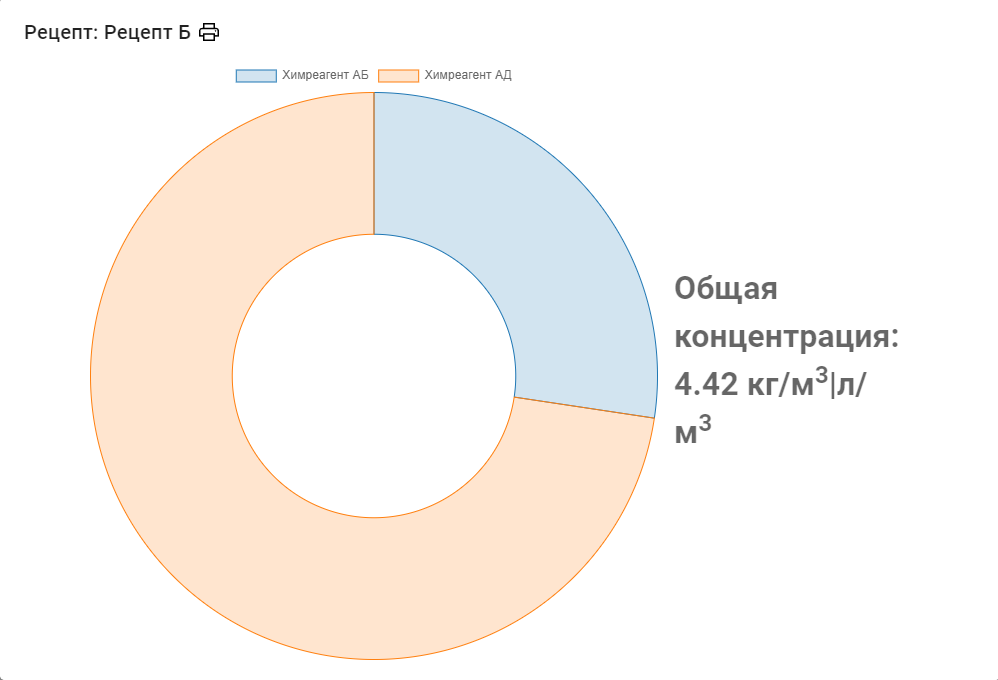 Рецепт: Рецепт Б
Химреагент АБ
Химреагент АД
Общая
концентрация:
4.42 кг/м³|л/
м³